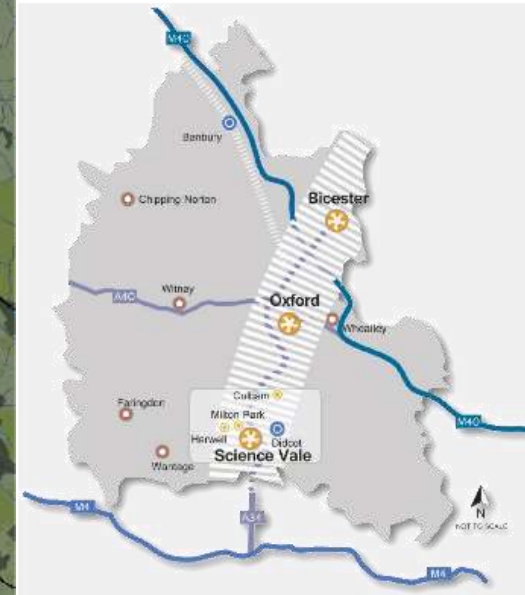 M40
Banbury
Chipping Norton
Bicester
Witney
A40
Oxford
Wheatley
Culham
Faringdon
Milton Park
Harwell
Didcot
M40
Wantage
Science Vale
M4
A34
N
NOT TO SCALE
M4